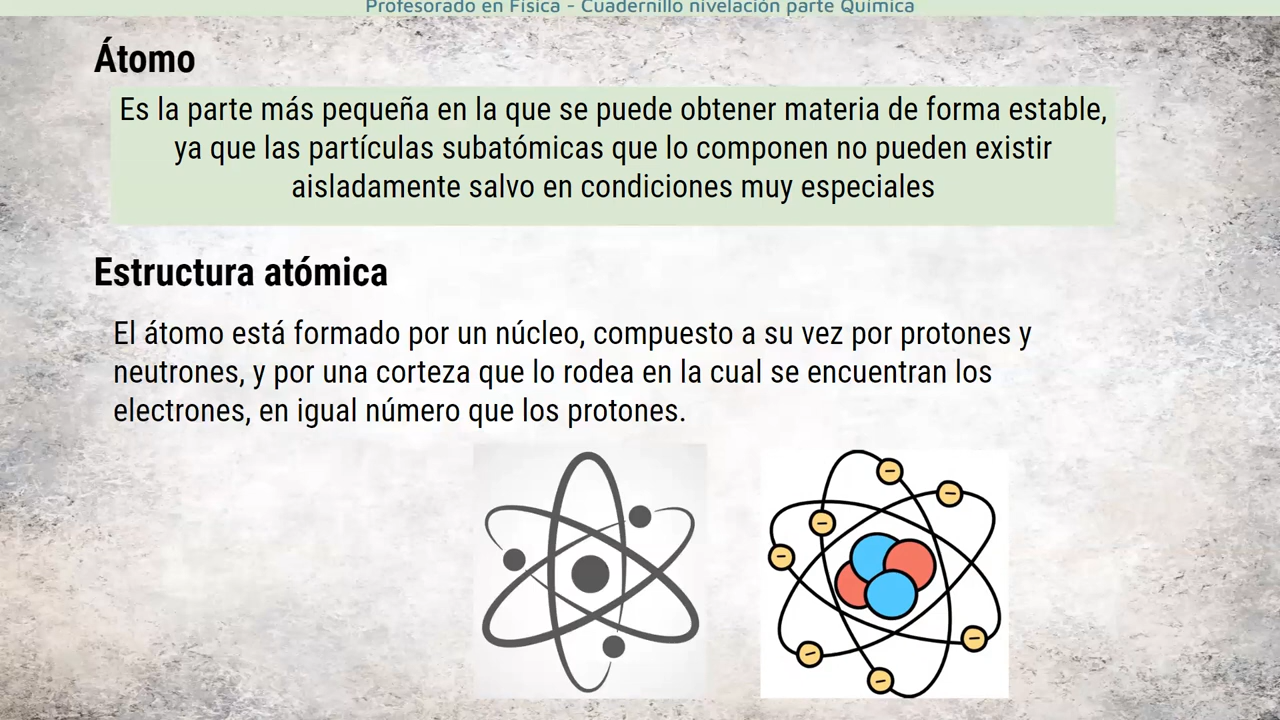 Profesorado en Física - Cuadernillo nivelación parte Química
Átomo
Es la parte más pequeña en la que se puede obtener materia de forma estable,
ya que las partículas subatómicas que lo componen no pueden existir
aisladamente salvo en condiciones muy especiales
Estructura atómica
El átomo está formado por un núcleo, compuesto a su vez por protones y
neutrones, y por una corteza que lo rodea en la cual se encuentran los
electrones, en igual número que los protones.